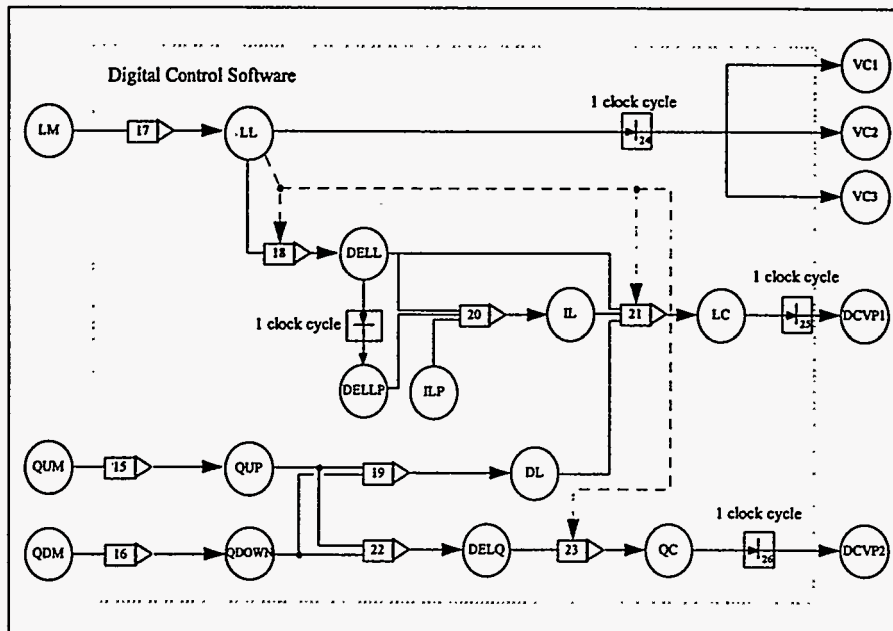 VC1
Digital Control Software
1 clock cycle
LM
17
LL
24
VC2
VC3
18
DELL
1 clock cycle
1 clock cycle
20
IL
21
LC
25
DCVP1
DELLP
ILP
QUM
15
QUP
19
DL
1 clock cycle
QDM
16
QDOWN
22
DELQ
23
QC
26
DCVP2